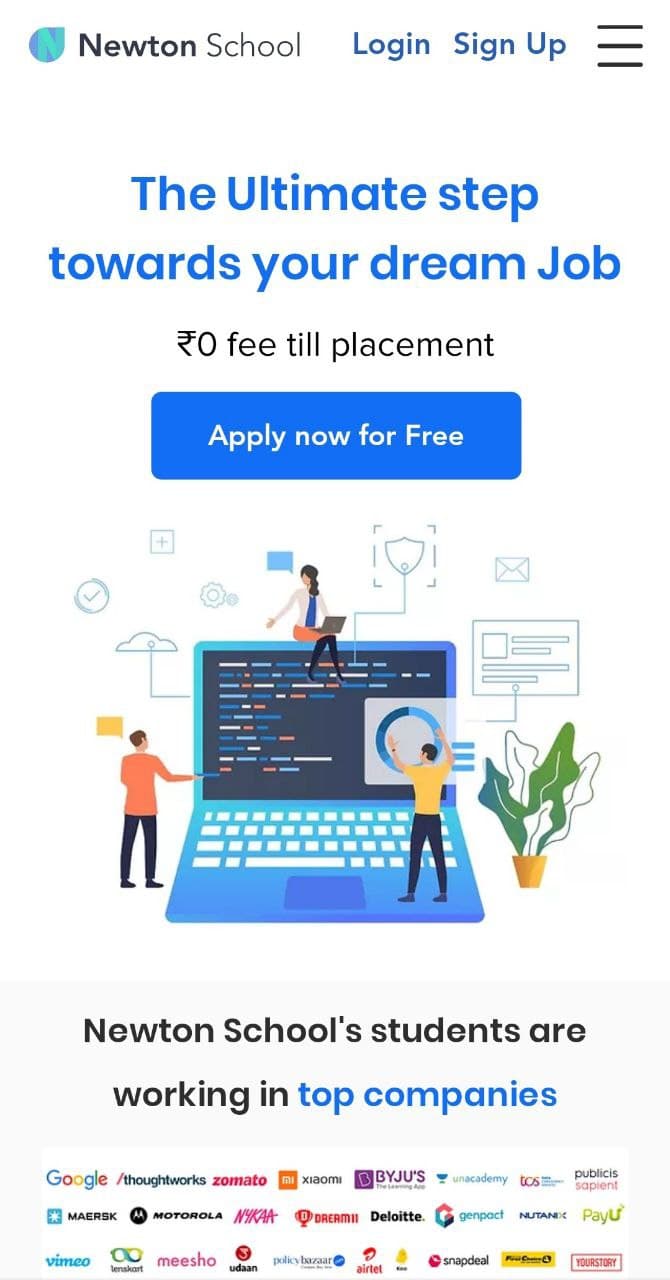 Newton School Login Sign Up
The Ultimate step
towards your dream Job
₹0 fee till placement
Apply now for Free
Newton School's students are
working in top companies
Google /thoughtworks zomato mi xiaomi BYJU'S The Learning App unacademy tcs publicis sapient
MAERSK MOTOROLA NYKAA DREAM11 Deloitte. genpact NUTANIX PayU
vimeo lenskart meesho udaan policybazaar airtel snapdeal First Choice YOURSTORY